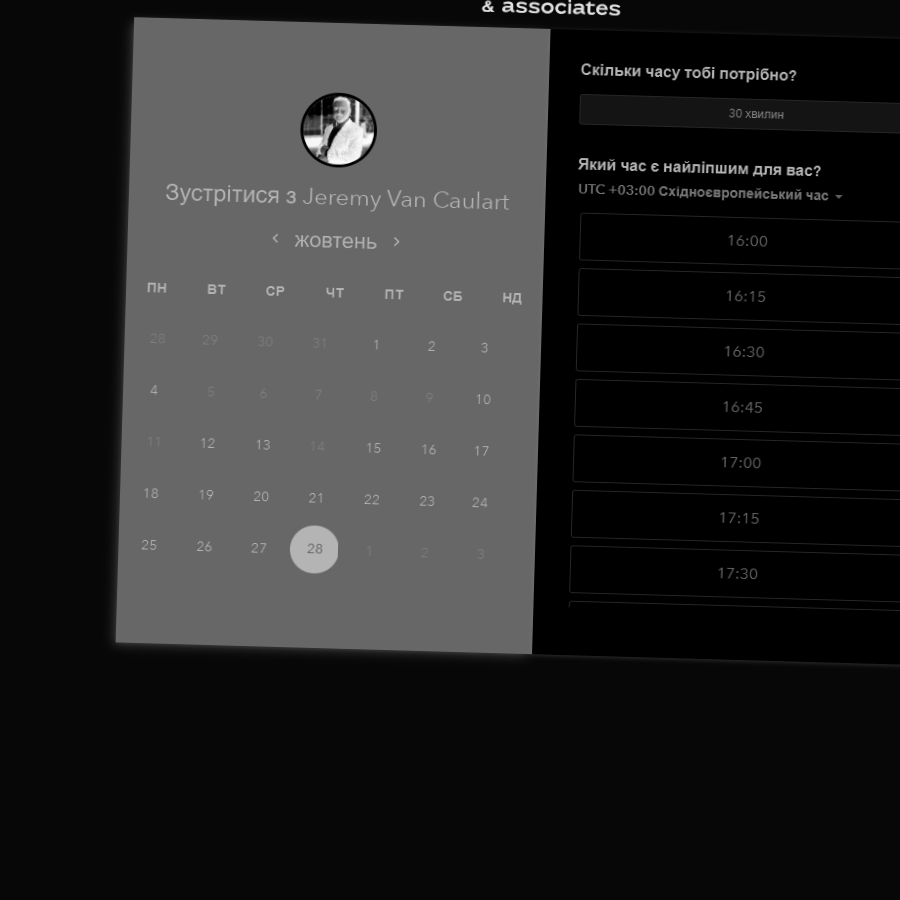 & associates
Зустрітися з Jeremy Van Caulart
‹ жовтень ›
ПН ВТ СР ЧТ ПТ СБ НД
28 29 30 31 1 2 3
4 5 6 7 8 9 10
11 12 13 14 15 16 17
18 19 20 21 22 23 24
25 26 27 28 1 2 3
Скільки часу тобі потрібно?
30 хвилин
Який час є найліпшим для вас?
UTC +03:00 Східноєвропейський час
16:00
16:15
16:30
16:45
17:00
17:15
17:30